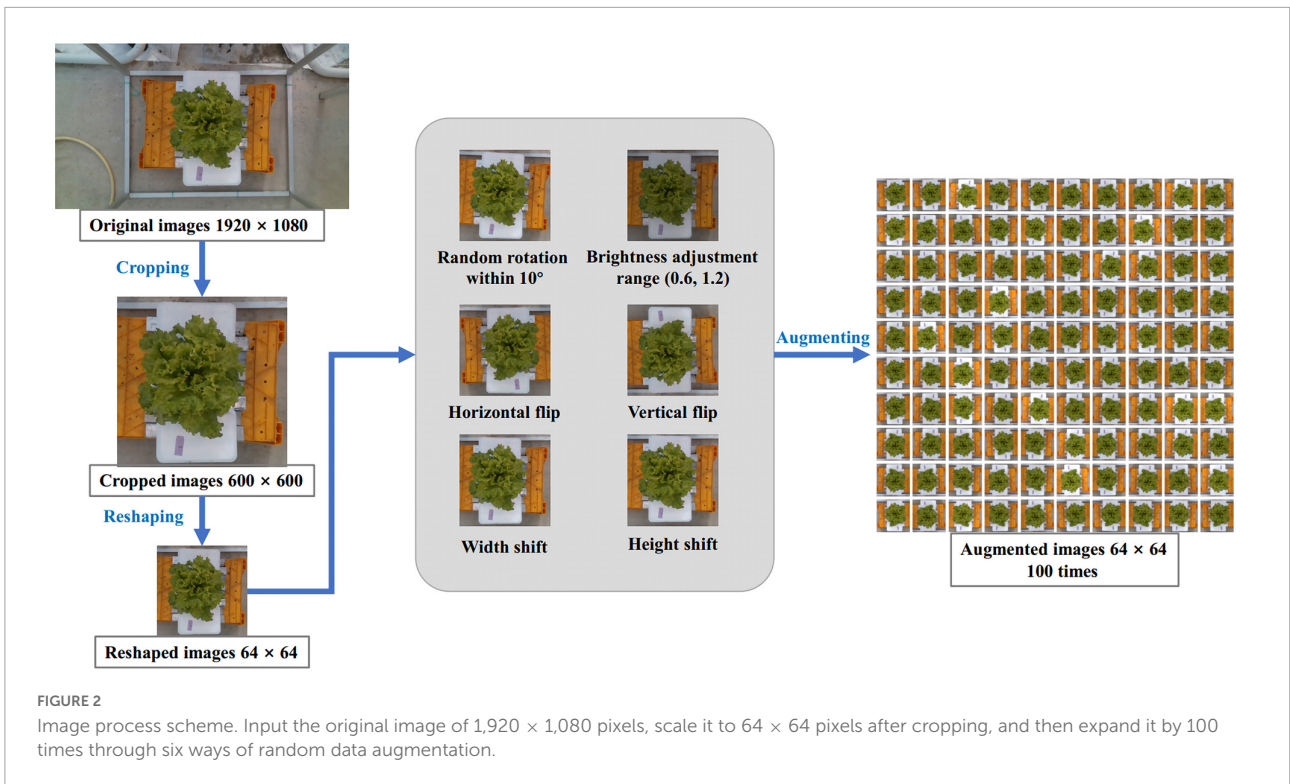 Original images 1920 × 1080
Cropping
Cropped images 600 × 600
Reshaping
Reshaped images 64 × 64
Random rotation
within 10°
Brightness adjustment
range (0.6, 1.2)
Horizontal flip
Vertical flip
Width shift
Height shift
Augmenting
Augmented images 64 × 64
100 times
FIGURE 2
Image process scheme. Input the original image of 1,920 × 1,080 pixels, scale it to 64 × 64 pixels after cropping, and then expand it by 100
times through six ways of random data augmentation.